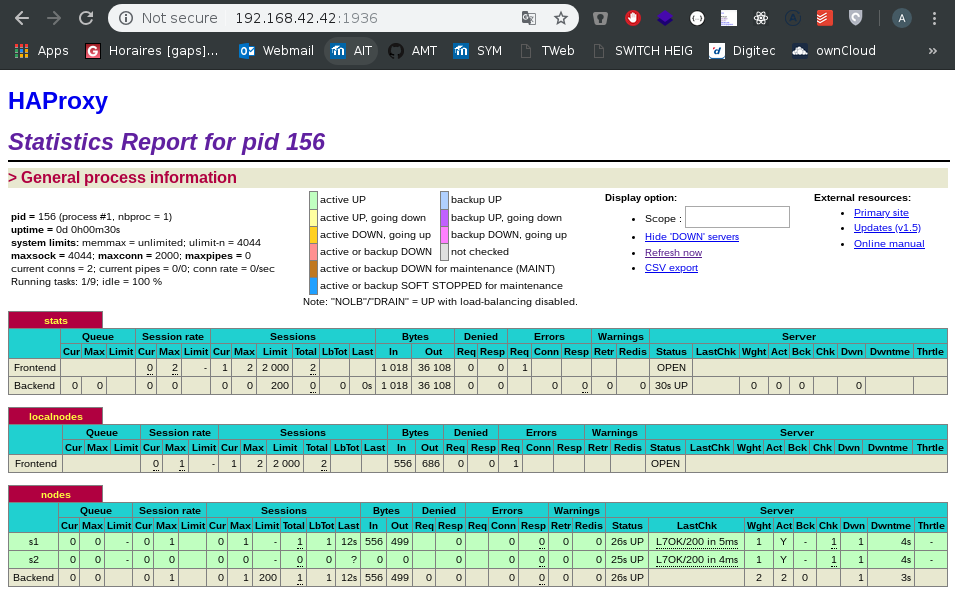 Not secure 192.168.42.42:1936
A
Apps Horaires [gaps]... Webmail AIT AMT SYM TWeb SWITCH HEIG Digitec ownCloud »
HAProxy
Statistics Report for pid 156
> General process information
pid = 156 (process #1, nbproc = 1)
uptime = 0d 0h00m30s
system limits: memmax = unlimited; ulimit-n = 4044
maxsock = 4044; maxconn = 2000; maxpipes = 0
current conns = 2; current pipes = 0/0; conn rate = 0/sec
Running tasks: 1/9; idle = 100 %
active UP backup UP
active UP, going down backup UP, going down
active DOWN, going up backup DOWN, going up
active or backup DOWN not checked
active or backup DOWN for maintenance (MAINT)
active or backup SOFT STOPPED for maintenance
Note: "NOLB"/"DRAIN" = UP with load-balancing disabled.
Display option:
• Scope :
• Hide 'DOWN' servers
• Refresh now
• CSV export
External resources:
• Primary site
• Updates (v1.5)
• Online manual
stats
Queue Session rate Sessions Bytes Denied Errors Warnings Server
Cur Max Limit Cur Max Limit Cur Max Limit Total LbTot Last In Out Req Resp Req Conn Resp Retr Redis Status LastChk Wght Act Bck Chk Dwn Dwntme Thrtle
Frontend 0 2 - 1 2 2 000 2 1 018 36 108 0 0 1 OPEN
Backend 0 0 0 0 0 0 200 0 0 0s 1 018 36 108 0 0 0 0 0 0 30s UP 0 0 0 0
localnodes
Queue Session rate Sessions Bytes Denied Errors Warnings Server
Cur Max Limit Cur Max Limit Cur Max Limit Total LbTot Last In Out Req Resp Req Conn Resp Retr Redis Status LastChk Wght Act Bck Chk Dwn Dwntme Thrtle
Frontend 0 1 - 1 2 2 000 2 556 686 0 0 1 OPEN
nodes
Queue Session rate Sessions Bytes Denied Errors Warnings Server
Cur Max Limit Cur Max Limit Cur Max Limit Total LbTot Last In Out Req Resp Req Conn Resp Retr Redis Status LastChk Wght Act Bck Chk Dwn Dwntme Thrtle
s1 0 0 - 0 1 0 1 - 1 1 12s 556 499 0 0 0 0 0 26s UP L7OK/200 in 5ms 1 Y - 1 1 4s -
s2 0 0 - 0 0 0 0 - 0 0 ? 0 0 0 0 0 0 0 25s UP L7OK/200 in 4ms 1 Y - 1 1 4s -
Backend 0 0 0 1 0 1 200 1 1 12s 556 499 0 0 0 0 0 0 26s UP 2 2 0 1 3s